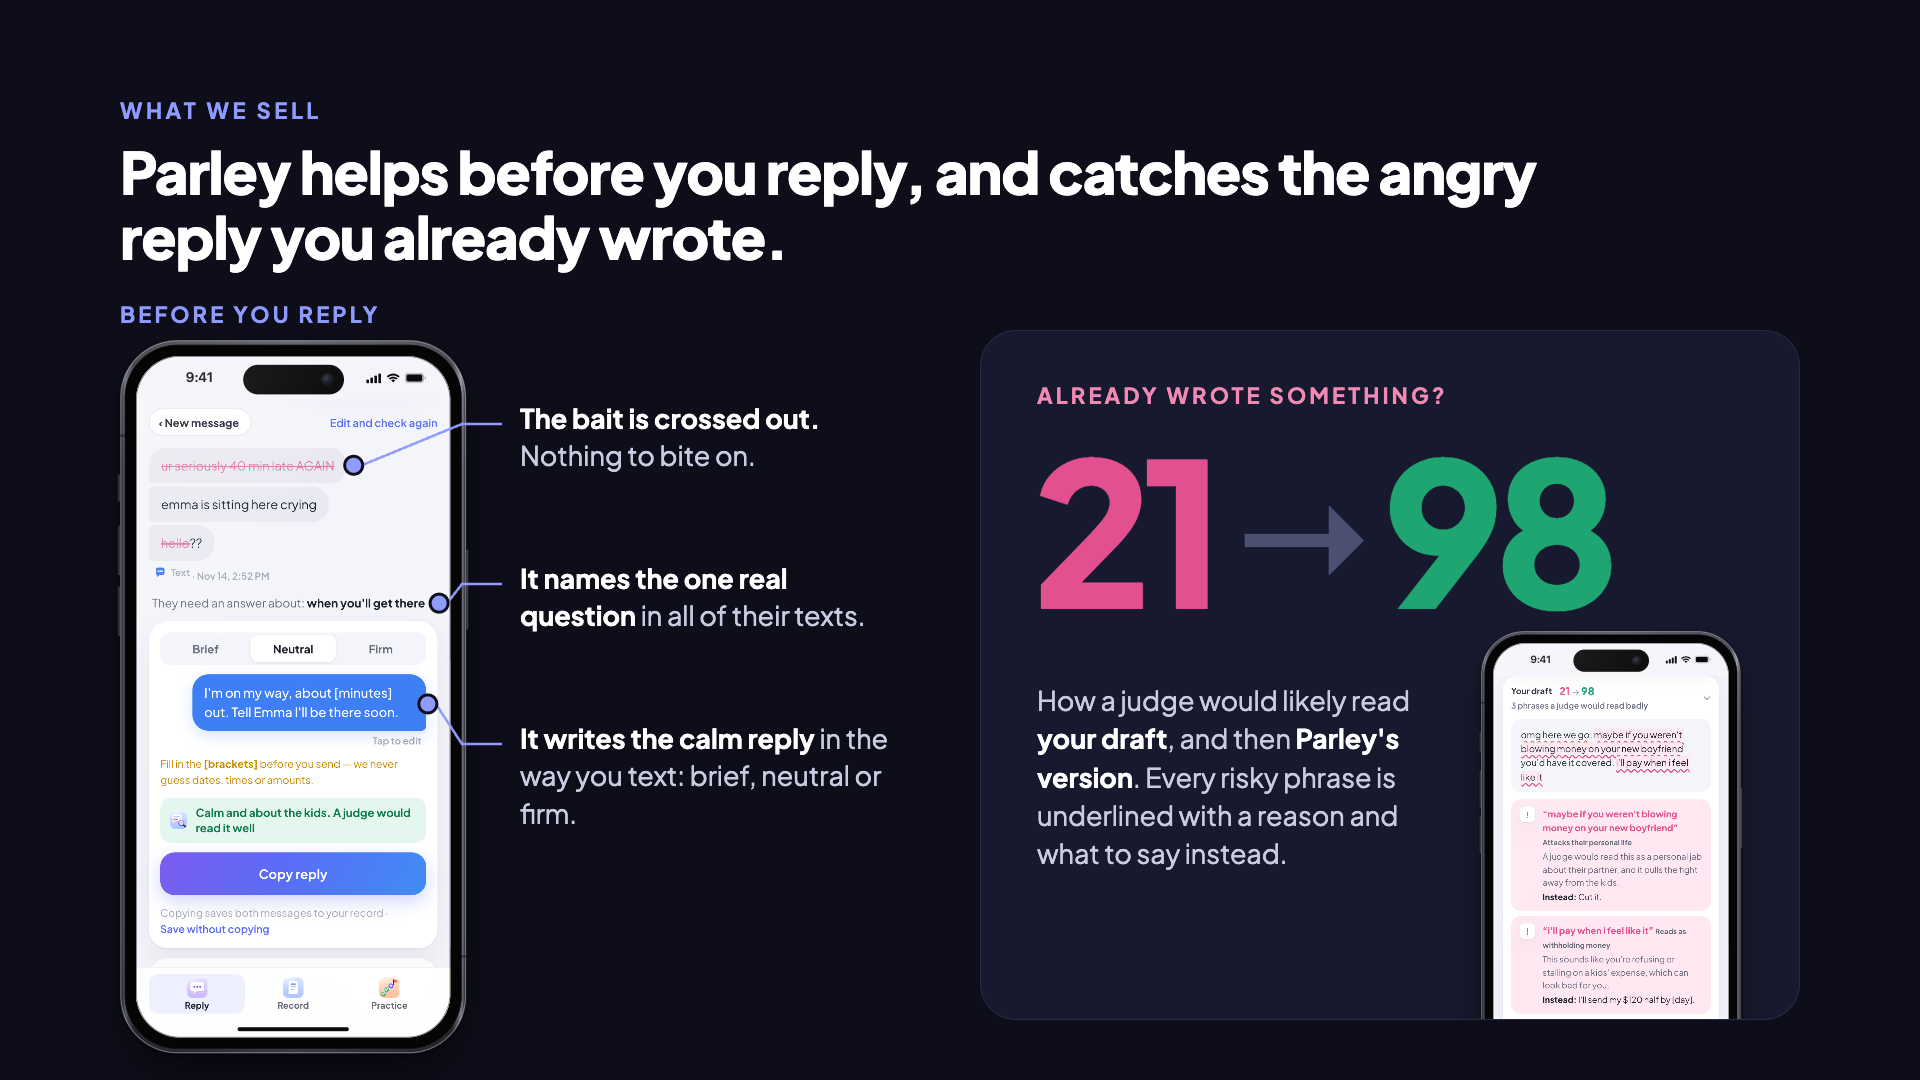 WHAT WE SELL
Parley helps before you reply, and catches the angry
reply you already wrote.
BEFORE YOU REPLY
9:41
‹ New message
Edit and check again
ur seriously 40 min late AGAIN
emma is sitting here crying
hello??
Text · Nov 14, 2:52 PM
They need an answer about: when you'll get there
Brief
Neutral
Firm
I'm on my way, about [minutes]
out. Tell Emma I'll be there soon.
Tap to edit
Fill in the [brackets] before you send — we never
guess dates, times or amounts.
Calm and about the kids. A judge would
read it well
Copy reply
Copying saves both messages to your record ·
Save without copying
Reply
Record
Practice
The bait is crossed out.
Nothing to bite on.
It names the one real
question in all of their texts.
It writes the calm reply in the
way you text: brief, neutral or
firm.
ALREADY WROTE SOMETHING?
21 → 98
How a judge would likely read
your draft, and then Parley's
version. Every risky phrase is
underlined with a reason and
what to say instead.
9:41
Your draft 21 → 98
3 phrases a judge would read badly
omg here we go. maybe if you weren't
blowing money on your new boyfriend
you'd have it covered. i'll pay when i feel
like it
"maybe if you weren't blowing
money on your new boyfriend"
Attacks their personal life
A judge would read this as a personal jab
about their partner, and it pulls the fight
away from the kids.
Instead: Cut it.
"i'll pay when i feel like it" Reads as
withholding money
This sounds like you're refusing or
stalling on a kids' expense, which can
look bad for you.
Instead: I'll send my $120 half by [day].